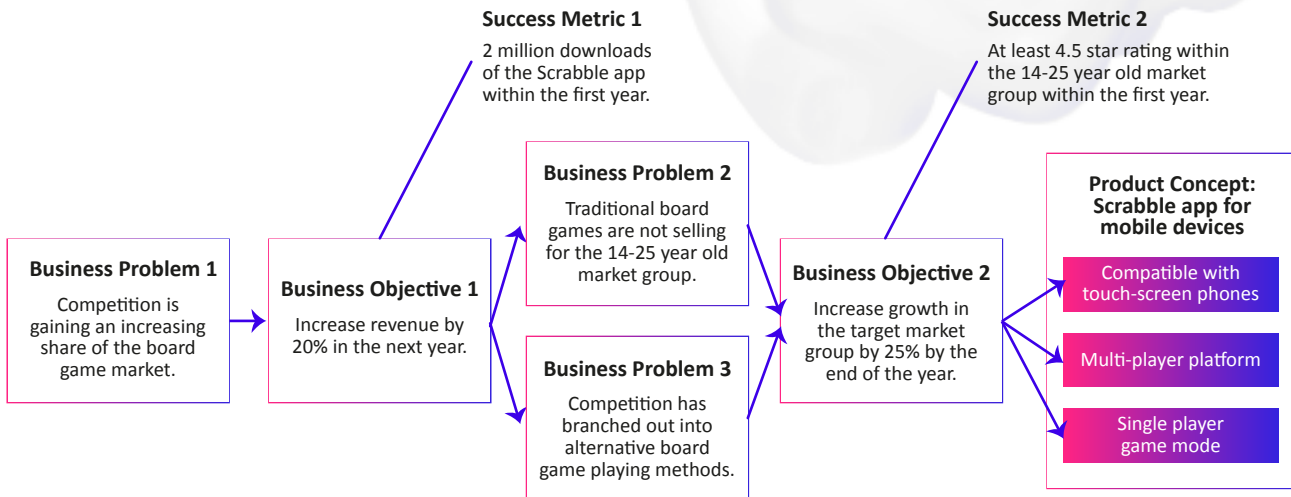 Success Metric 1
2 million downloads
of the Scrabble app
within the first year.
Success Metric 2
At least 4.5 star rating within
the 14-25 year old market
group within the first year.
Business Problem 1
Competition is
gaining an increasing
share of the board
game market.
Business Objective 1
Increase revenue by
20% in the next year.
Business Problem 2
Traditional board
games are not selling
for the 14-25 year old
market group.
Business Problem 3
Competition has
branched out into
alternative board
game playing methods.
Business Objective 2
Increase growth in
the target market
group by 25% by the
end of the year.
Product Concept:
Scrabble app for
mobile devices
Compatible with
touch-screen phones
Multi-player platform
Single player
game mode